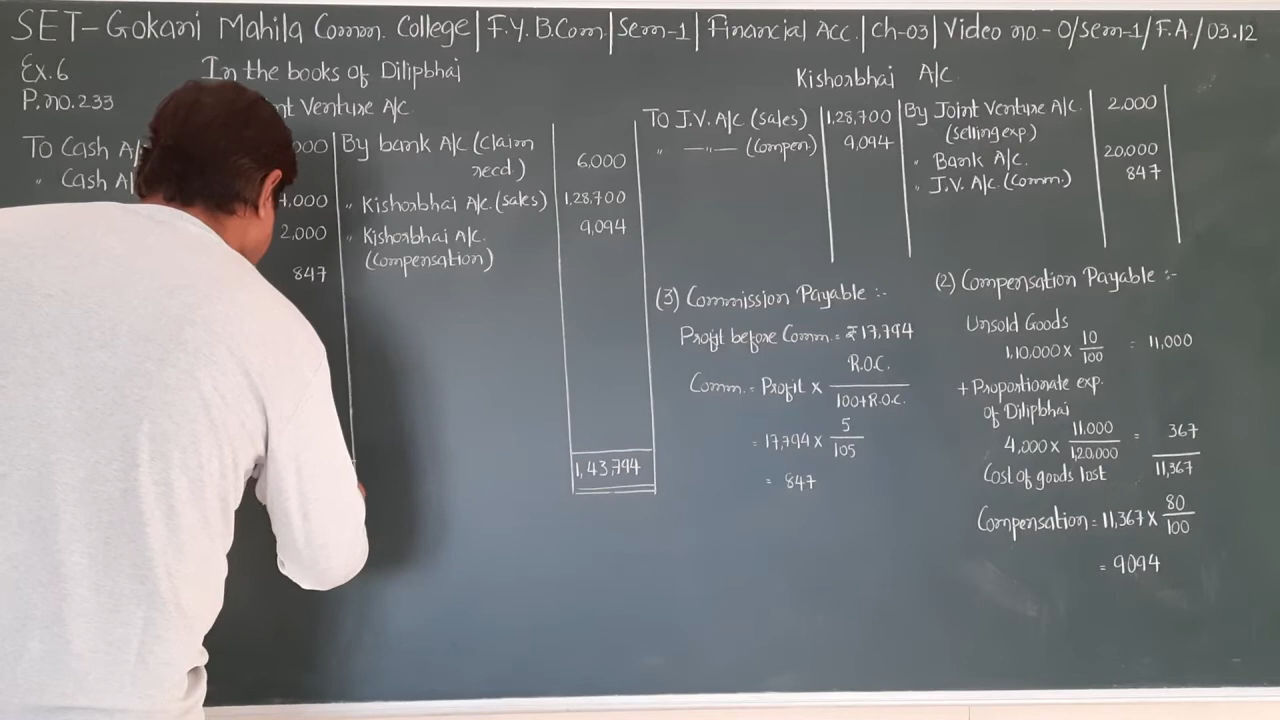 SET-Gokani Mahila Comm. College | F.Y.B.Com. | Sem-1 | Financial Acc. | Ch-03 | Video no.- 0/sem-1/F.A./03.12
Ex.6
P.no.233
In the books of Dilipbhai
nt Venture A/c
To Cash A/
" Cash A/
000
4,000
2,000
847
By bank A/c (claim recd.) 6,000
" Kishorbhai A/c. (sales) 1,28,700
" Kishorbhai A/c. (compensation) 9,094
1,43,794
Kishorbhai A/c.
To J.V. A/c (sales) 1,28,700
" —"— (compen) 9,094
By Joint Venture A/c. (selling exp) 2,000
" Bank A/c. 20,000
" J.V. A/c. (comm.) 847
(3) Commission Payable :-
Profit before Comm. = ₹ 17,794
Comm. = Profit × R.O.C. / 100+R.O.C.
= 17,794 × 5 / 105
= 847
(2) Compensation Payable :-
Unsold Goods
1,10,000 × 10 / 100 = 11,000
+ Proportionate exp.
of Dilipbhai
4,000 × 11,000 / 1,20,000 = 367
Cost of goods lost 11,367
Compensation = 11,367 × 80 / 100
= 9094